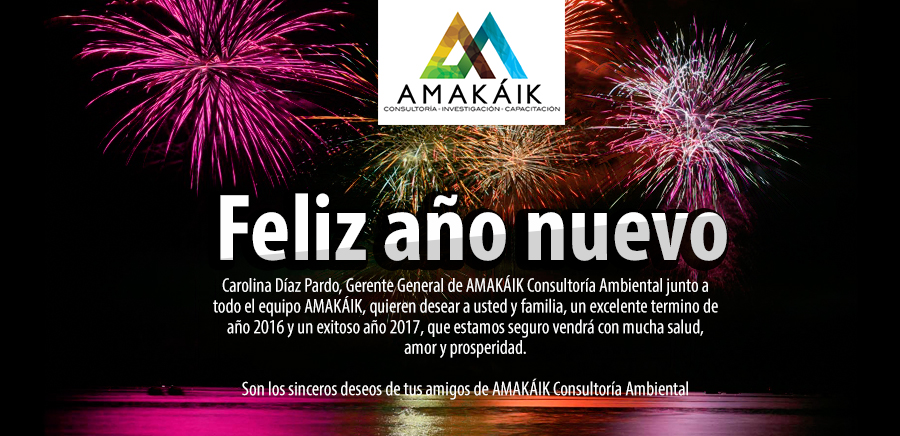 AMAKÁIK
CONSULTORÍA - INVESTIGACIÓN - CAPACITACIÓN
Feliz año nuevo
Carolina Díaz Pardo, Gerente General de AMAKÁIK Consultoría Ambiental junto a
todo el equipo AMAKÁIK, quieren desear a usted y familia, un excelente termino de
año 2016 y un exitoso año 2017, que estamos seguro vendrá con mucha salud,
amor y prosperidad.
Son los sinceros deseos de tus amigos de AMAKÁIK Consultoría Ambiental